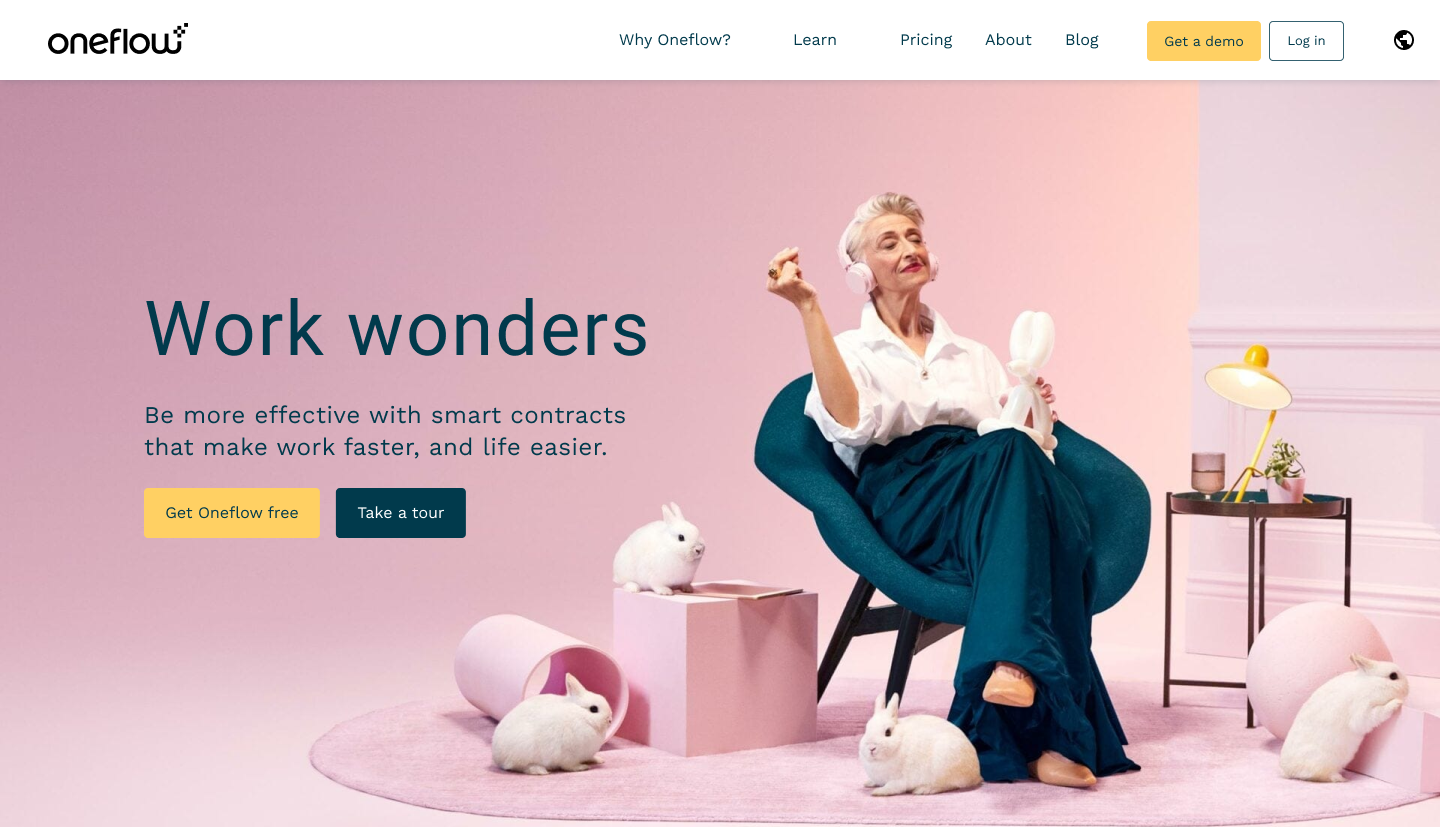 oneflow
Why Oneflow?
Learn
Pricing
About
Blog
Get a demo
Log in
Work wonders
Be more effective with smart contracts
that make work faster, and life easier.
Get Oneflow free
Take a tour